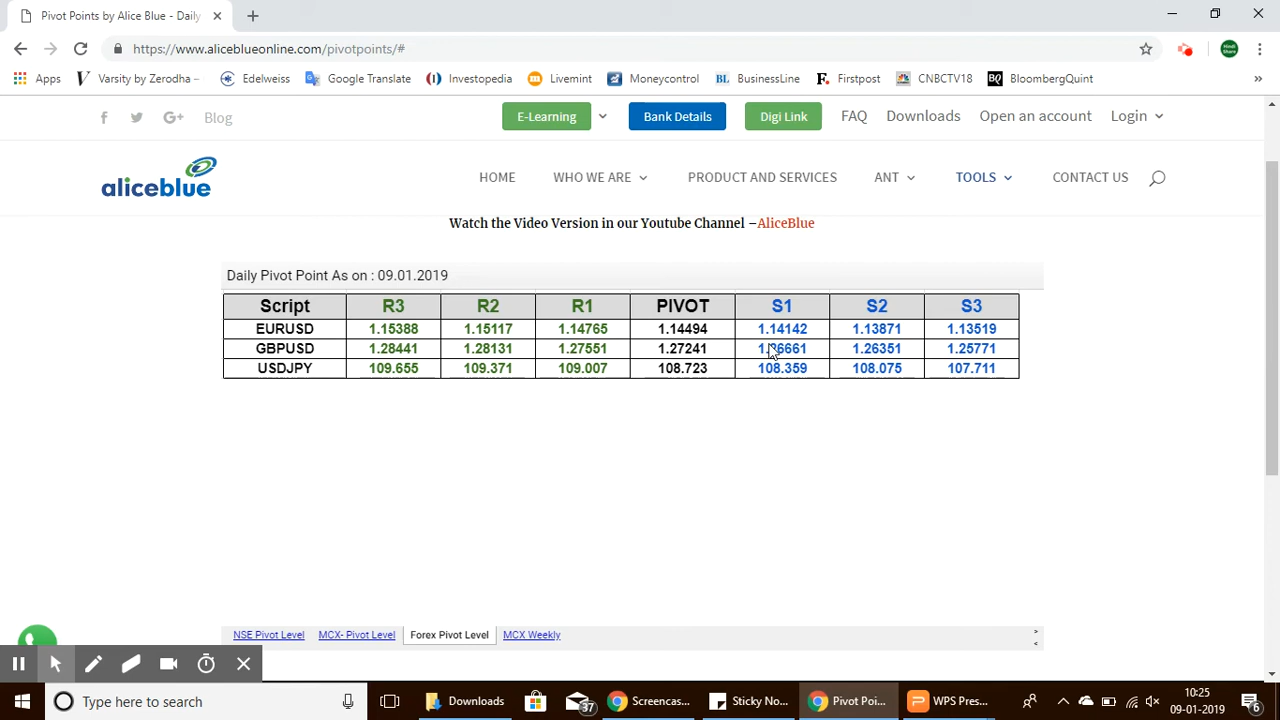 Pivot Points by Alice Blue - Daily
https://www.aliceblueonline.com/pivotpoints/#
Apps Varsity by Zerodha – Edelweiss Google Translate Investopedia Livemint Moneycontrol BL BusinessLine F. Firstpost CNBCTV18 BQ BloombergQuint
Blog E-Learning Bank Details Digi Link FAQ Downloads Open an account Login
aliceblue HOME WHO WE ARE PRODUCT AND SERVICES ANT TOOLS CONTACT US
Watch the Video Version in our Youtube Channel –AliceBlue
Daily Pivot Point As on : 09.01.2019
Script R3 R2 R1 PIVOT S1 S2 S3
EURUSD 1.15388 1.15117 1.14765 1.14494 1.14142 1.13871 1.13519
GBPUSD 1.28441 1.28131 1.27551 1.27241 1.26661 1.26351 1.25771
USDJPY 109.655 109.371 109.007 108.723 108.359 108.075 107.711
NSE Pivot Level MCX- Pivot Level Forex Pivot Level MCX Weekly
Type here to search Downloads 37 Screencas... Sticky No... Pivot Poi... WPS Pres... 10:25
09-01-2019 6